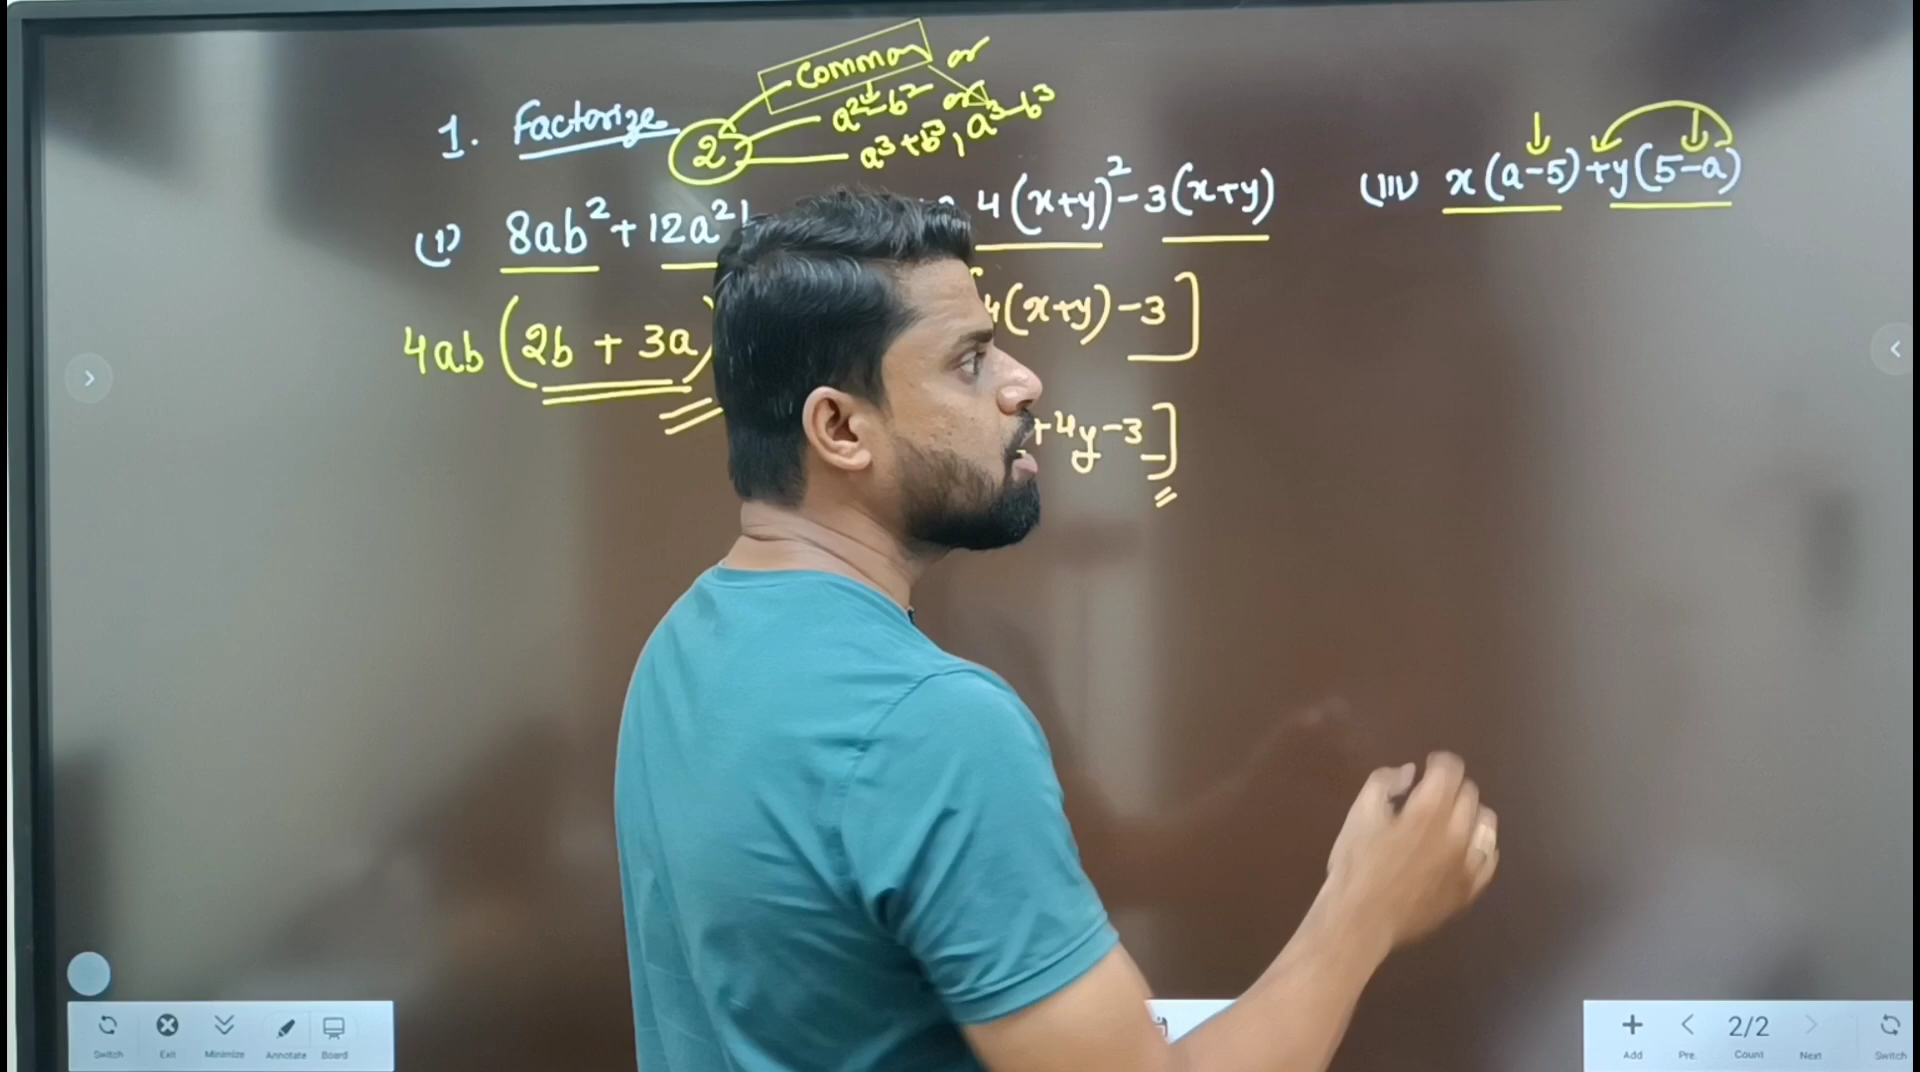 Common or
a²-b² or
1. Factorize 2 a³+b³, a³-b³
(i) 8ab²+12a² 4(x+y)²-3(x+y) (iii) x(a-5)+y(5-a)
4ab(2b+3a) 4(x+y)-3]
+4y-3]
Switch Exit Minimize Annotate Board
2/2
Add Pre. Count Next Switch